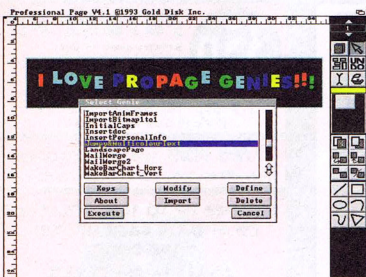 Professional Page V4.1 @1993 Gold Disk Inc.
I LOVE PROPAGE GENIES!!!
Select Genie
ImportAnimFrames
ImportBitmapIto1
InitialCaps
Insertdoc
InsertPersonalInfo
LandscapePage
MailMerge
MailMerge2
MakeBarChart_Horz
MakeBarChart_Vert
Keys
Modify
Define
About
Import
Delete
Execute
Cancel